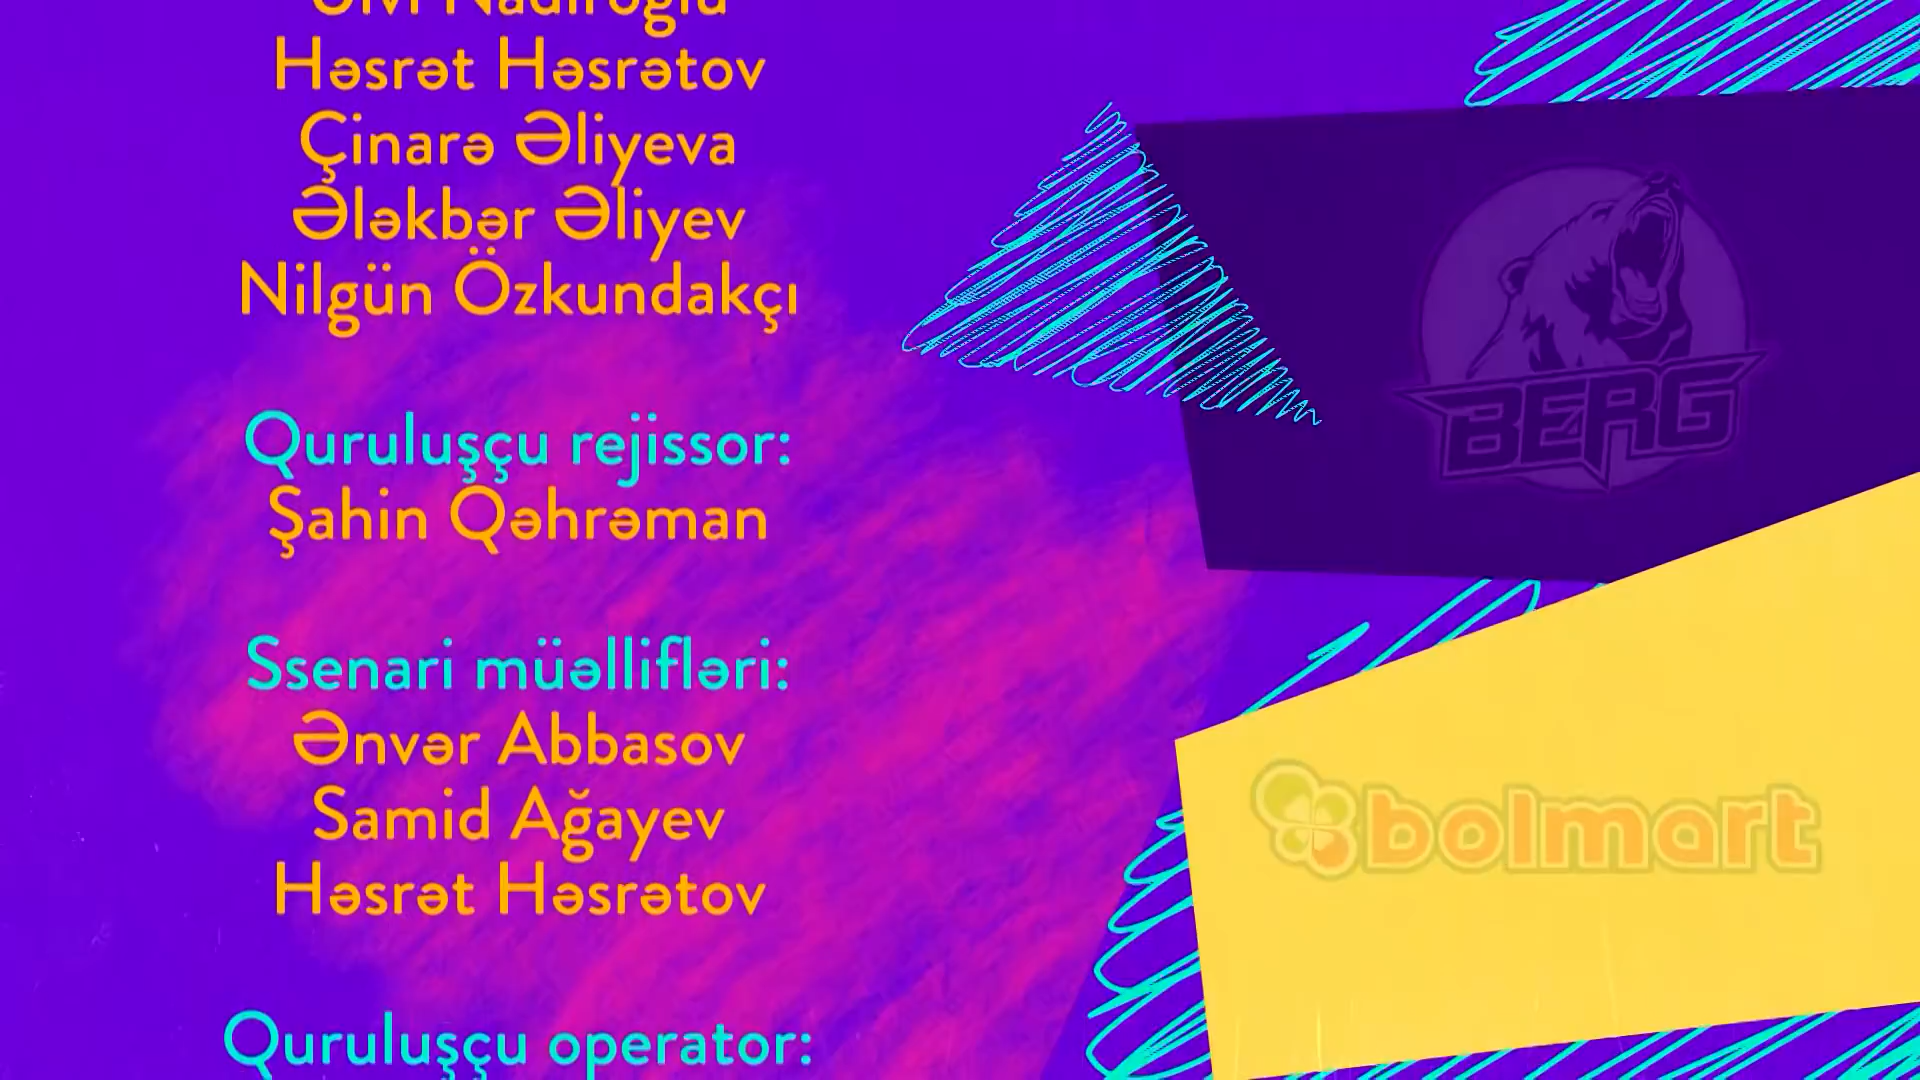 Həsrət Həsrətov
Çinarə Əliyeva
Ələkbər Əliyev
Nilgün Özkundakçı
Quruluşçu rejissor:
Şahin Qəhrəman
Ssenari müəllifləri:
Ənvər Abbasov
Samid Ağayev
Həsrət Həsrətov
Quruluşçu operator:
BERG
bolmart